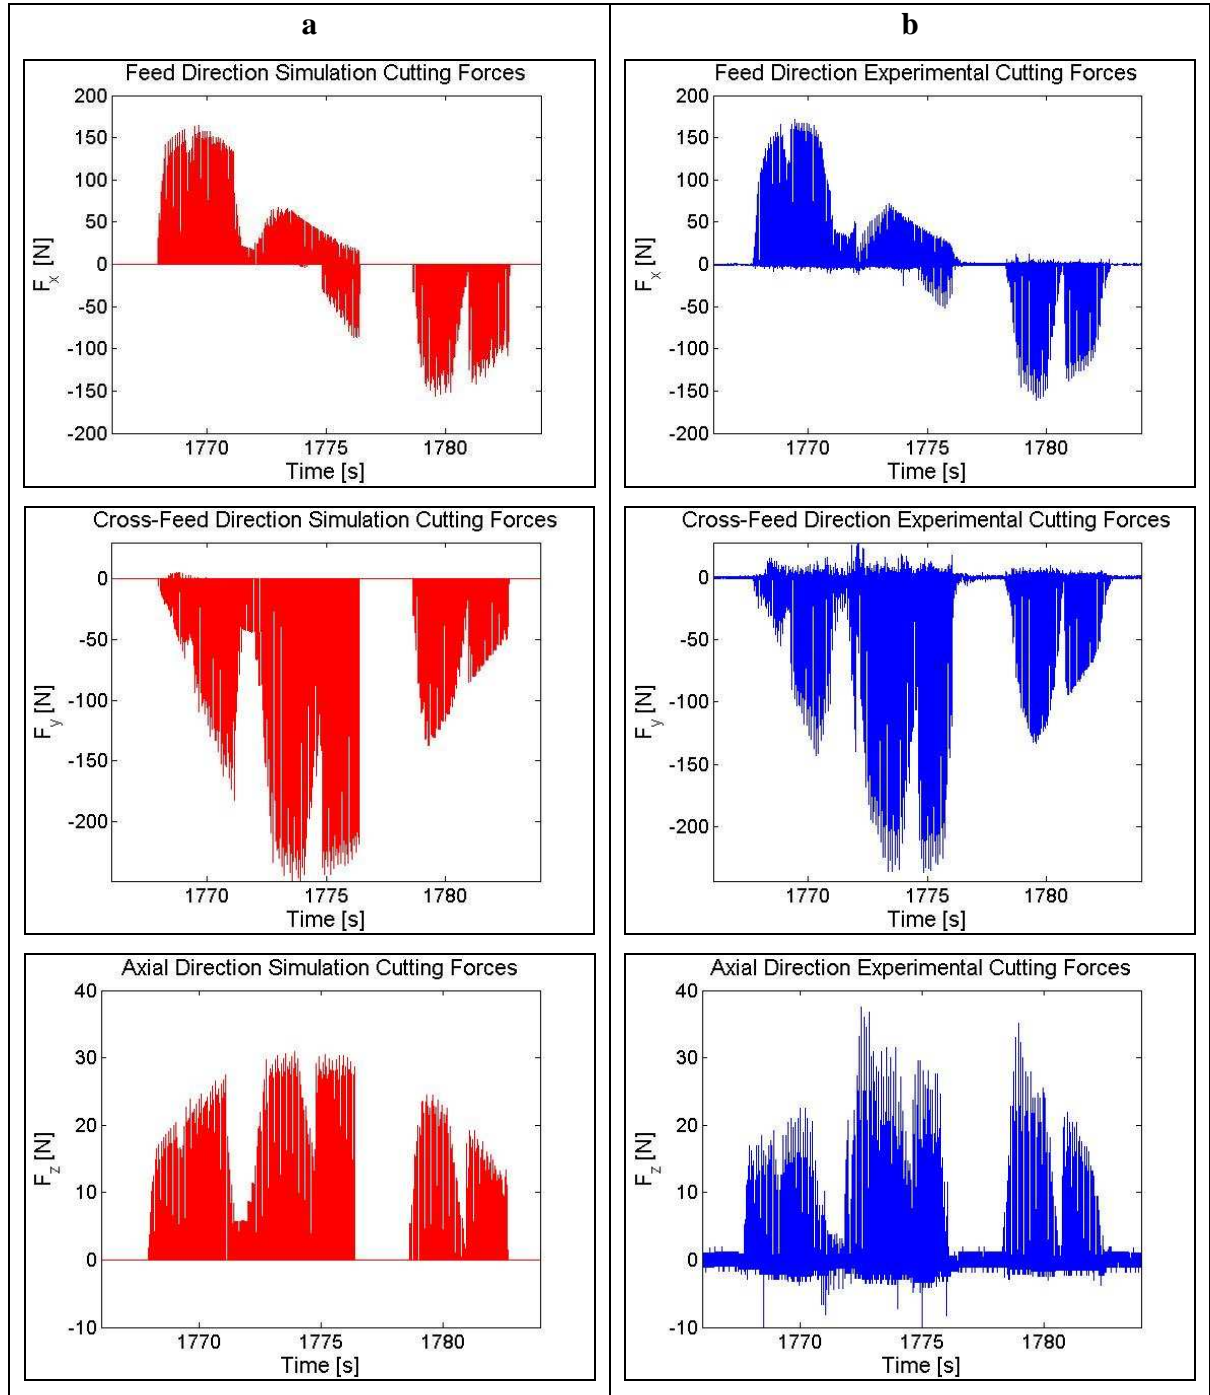 a
b
Feed Direction Simulation Cutting Forces
200
150
100
50
0
-50
-100
-150
-200
F_x [N]
1770 1775 1780
Time [s]
Feed Direction Experimental Cutting Forces
200
150
100
50
0
-50
-100
-150
-200
F_x [N]
1770 1775 1780
Time [s]
Cross-Feed Direction Simulation Cutting Forces
0
-50
-100
-150
-200
F_y [N]
1770 1775 1780
Time [s]
Cross-Feed Direction Experimental Cutting Forces
0
-50
-100
-150
-200
F_y [N]
1770 1775 1780
Time [s]
Axial Direction Simulation Cutting Forces
40
30
20
10
0
-10
F_z [N]
1770 1775 1780
Time [s]
Axial Direction Experimental Cutting Forces
40
30
20
10
0
-10
F_z [N]
1770 1775 1780
Time [s]